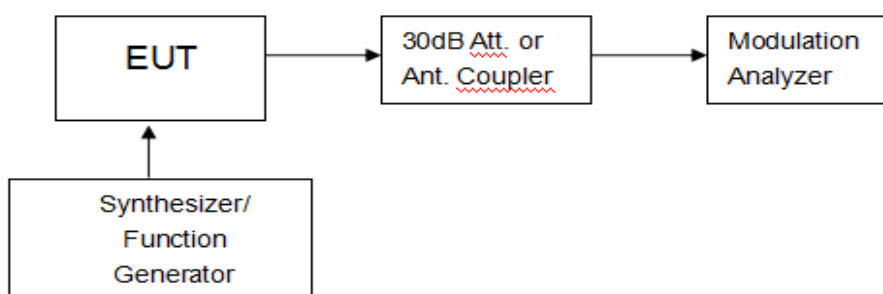 EUT
30dB Att. or
Ant. Coupler
Modulation
Analyzer
Synthesizer/
Function
Generator